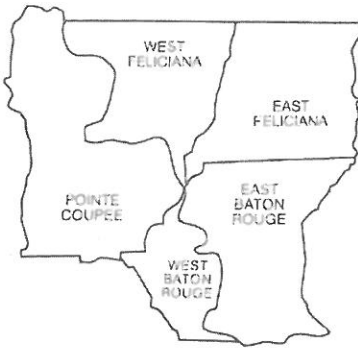 WEST
FELICIANA
EAST
FELICIANA
POINTE
COUPEE
EAST
BATON
ROUGE
WEST
BATON
ROUGE